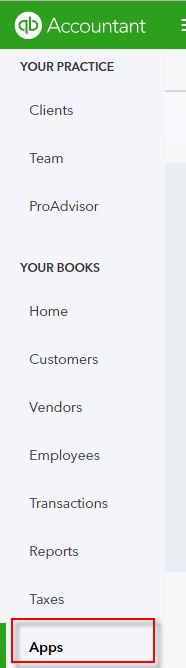 qb Accountant
YOUR PRACTICE
Clients
Team
ProAdvisor
YOUR BOOKS
Home
Customers
Vendors
Employees
Transactions
Reports
Taxes
Apps